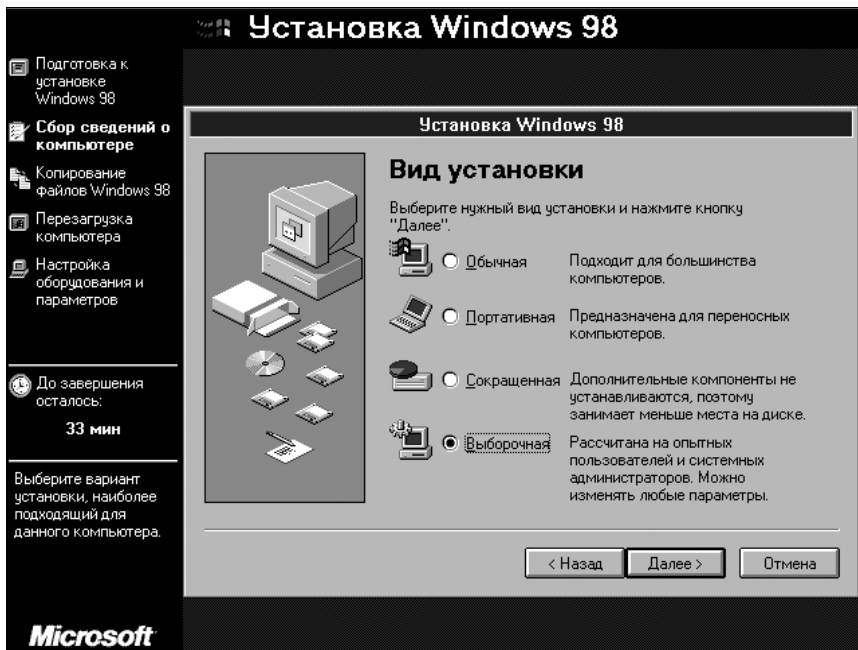 Установка Windows 98
Подготовка к
установке
Windows 98
Сбор сведений о
компьютере
Копирование
файлов Windows 98
Перезагрузка
компьютера
Настройка
оборудования и
параметров
До завершения
осталось:
33 мин
Выберите вариант
установки, наиболее
подходящий для
данного компьютера.
Microsoft
Установка Windows 98
Вид установки
Выберите нужный вид установки и нажмите кнопку
"Далее".
Обычная Подходит для большинства
компьютеров.
Портативная Предназначена для переносных
компьютеров.
Сокращенная Дополнительные компоненты не
устанавливаются, поэтому
занимает меньше места на диске.
Выборочная Рассчитана на опытных
пользователей и системных
администраторов. Можно
изменять любые параметры.
< Назад Далее > Отмена